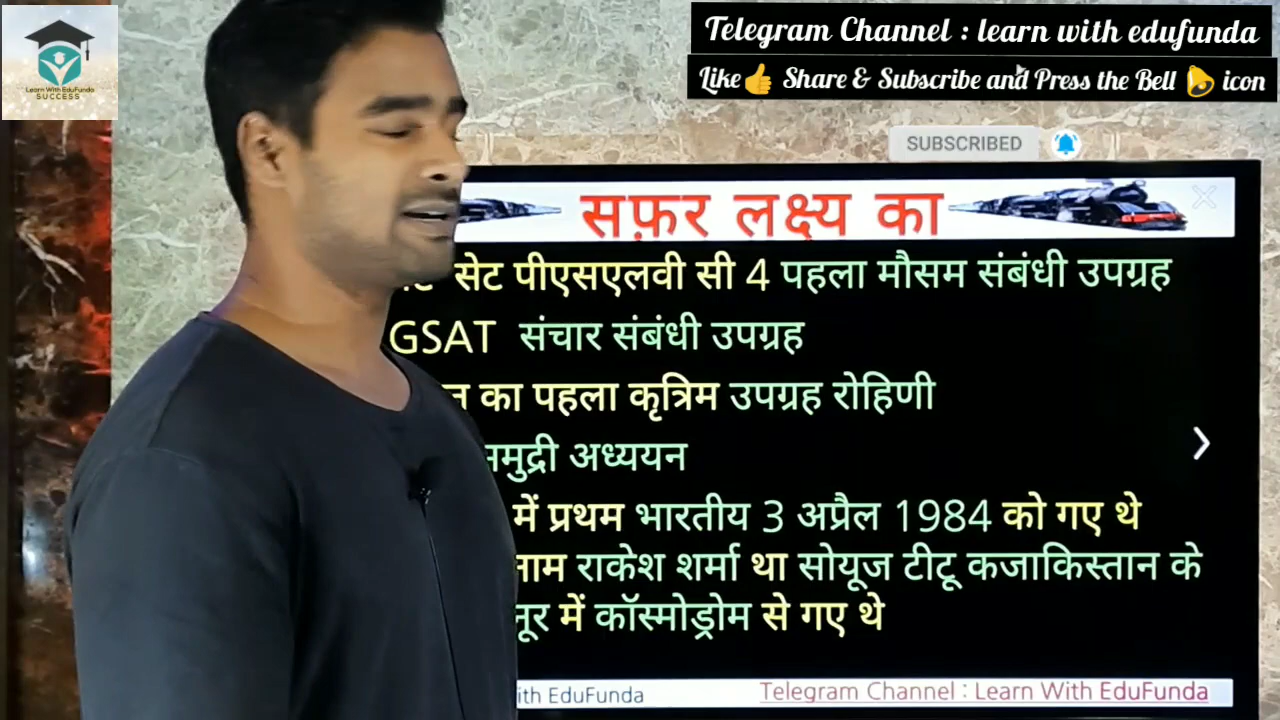 Telegram Channel : learn with edufunda
Like Share & Subscribe and Press the Bell icon
Learn With EduFunda
SUCCESS
SUBSCRIBED
सफ़र लक्ष्य का
सेट पीएसएलवी सी 4 पहला मौसम संबंधी उपग्रह
GSAT संचार संबंधी उपग्रह
का पहला कृत्रिम उपग्रह रोहिणी
अध्ययन
में प्रथम भारतीय 3 अप्रैल 1984 को गए थे
राकेश शर्मा था सोयूज टीटू कजाकिस्तान के
में कॉस्मोड्रोम से गए थे
EduFunda
Telegram Channel : Learn With EduFunda